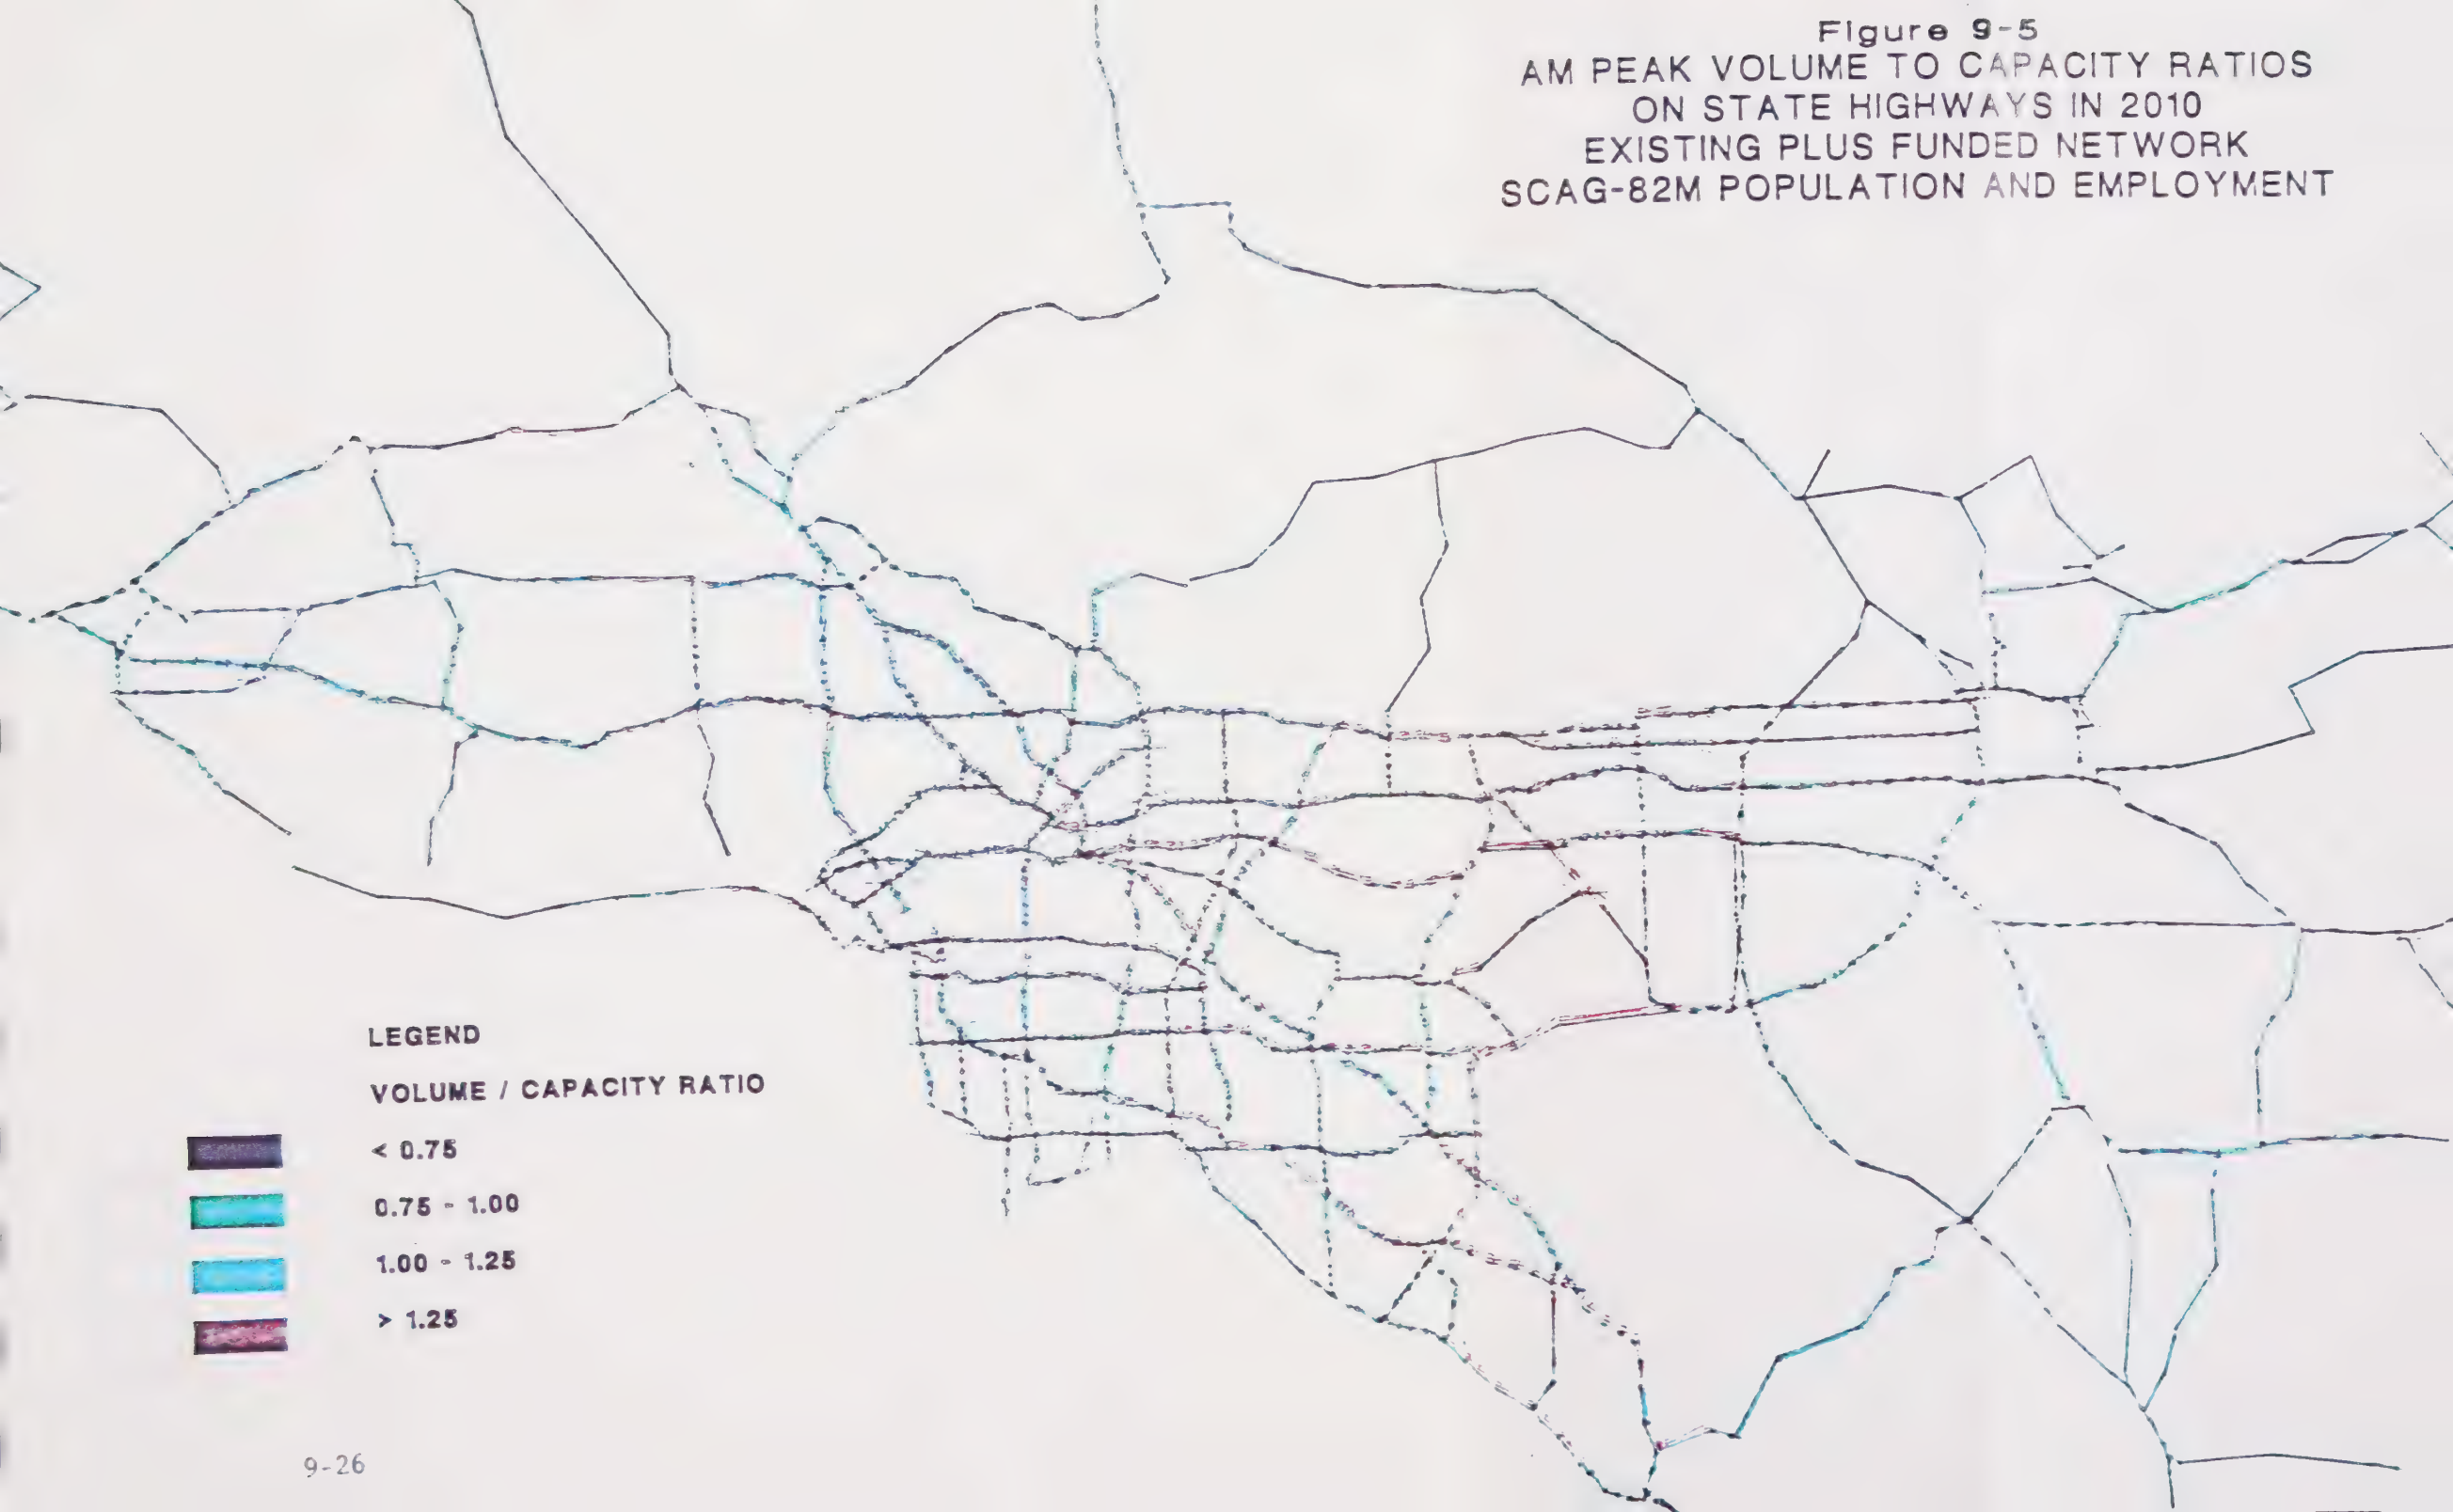 Figure 9-5
AM PEAK VOLUME TO CAPACITY RATIOS
ON STATE HIGHWAYS IN 2010
EXISTING PLUS FUNDED NETWORK
SCAG-82M POPULATION AND EMPLOYMENT
LEGEND
VOLUME / CAPACITY RATIO
< 0.75
0.75 - 1.00
1.00 - 1.25
> 1.25
9-26